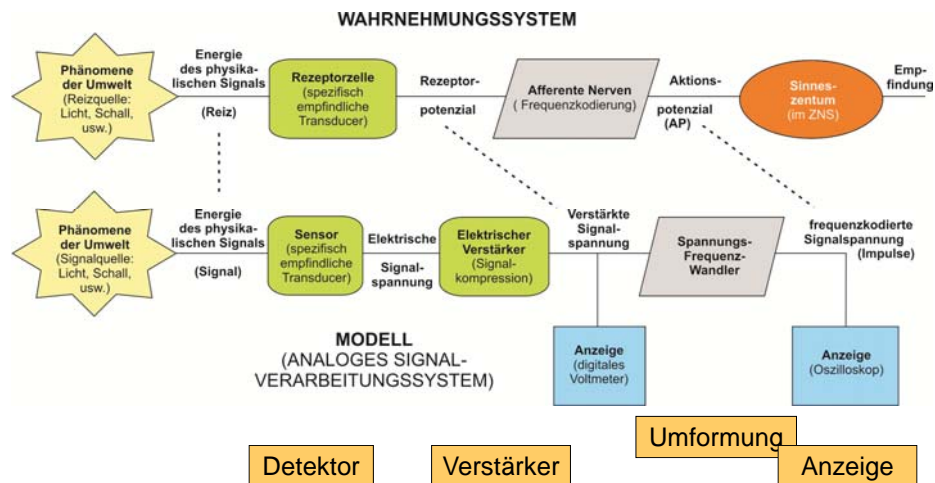 WAHRNEHMUNGSSYSTEM
Phänomene
der Umwelt
(Reizquelle:
Licht, Schall,
usw.)
Energie
des physika-
lischen Signals
(Reiz)
Rezeptorzelle
(spezifisch
empfindliche
Transducer)
Rezeptor-
potenzial
Afferente Nerven
( Frequenzkodierung)
Aktions-
potenzial
(AP)
Sinnes-
zentum
(im ZNS)
Emp-
findung
Phänomene
der Umwelt
(Signalquelle:
Licht, Schall,
usw.)
Energie
des physika-
lischen Signals
(Signal)
Sensor
(spezifisch
empfindliche
Transducer)
Elektrische
Signal-
spannung
Elektrischer
Verstärker
(Signal-
kompression)
Verstärkte
Signal-
spannung
Spannungs-
Frequenz-
Wandler
frequenzkodierte
Signalspannung
(Impulse)
MODELL
(ANALOGES SIGNAL-
VERARBEITUNGSSYSTEM)
Anzeige
(digitales
Voltmeter)
Anzeige
(Oszilloskop)
Detektor
Verstärker
Umformung
Anzeige